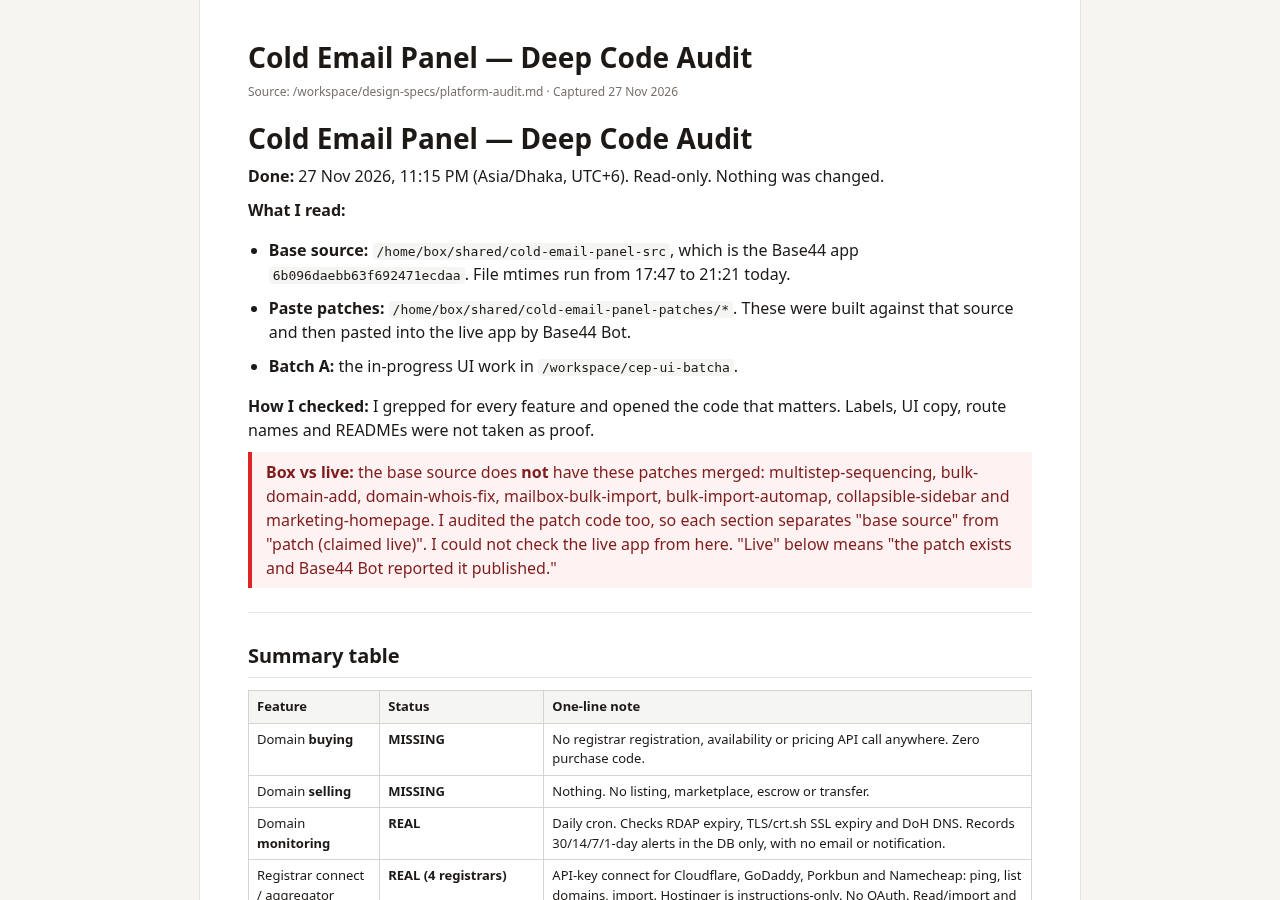 Cold Email Panel — Deep Code Audit
Source: /workspace/design-specs/platform-audit.md · Captured 27 Nov 2026
Cold Email Panel — Deep Code Audit
Done: 27 Nov 2026, 11:15 PM (Asia/Dhaka, UTC+6). Read-only. Nothing was changed.
What I read:
• Base source: /home/box/shared/cold-email-panel-src, which is the Base44 app
6b096daebb63f692471ecdaa. File mtimes run from 17:47 to 21:21 today.
• Paste patches: /home/box/shared/cold-email-panel-patches/*. These were built against that source
and then pasted into the live app by Base44 Bot.
• Batch A: the in-progress UI work in /workspace/cep-ui-batcha.
How I checked: I grepped for every feature and opened the code that matters. Labels, UI copy, route
names and READMEs were not taken as proof.
Box vs live: the base source does not have these patches merged: multistep-sequencing, bulk-
domain-add, domain-whois-fix, mailbox-bulk-import, bulk-import-automap, collapsible-sidebar and
marketing-homepage. I audited the patch code too, so each section separates "base source" from
"patch (claimed live)". I could not check the live app from here. "Live" below means "the patch exists
and Base44 Bot reported it published."
Summary table
Feature Status One-line note
Domain buying MISSING No registrar registration, availability or pricing API call anywhere. Zero
purchase code.
Domain selling MISSING Nothing. No listing, marketplace, escrow or transfer.
Domain REAL Daily cron. Checks RDAP expiry, TLS/crt.sh SSL expiry and DoH DNS. Records
monitoring 30/14/7/1-day alerts in the DB only, with no email or notification.
Registrar connect REAL (4 registrars) API-key connect for Cloudflare, GoDaddy, Porkbun and Namecheap: ping, list
/ aggregator domains, import. Hostinger is instructions-only. No OAuth. Read/import and